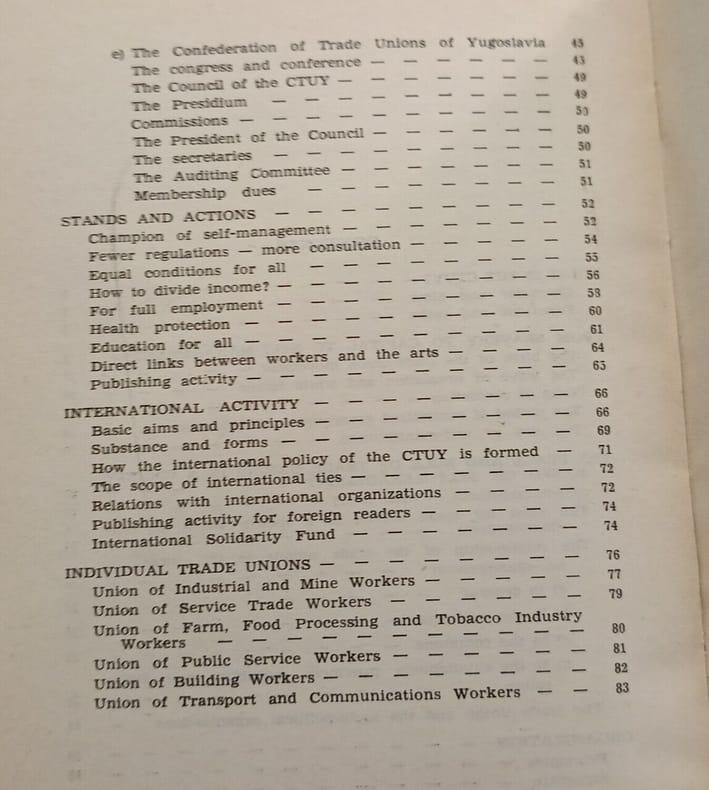 e) The Confederation of Trade Unions of Yugoslavia
The congress and conference — — — — — —
The Council of the CTUY — — — — — — — 49
The Presidium — — — — — — — — — 49
Commissions — — — — — — — — — — 50
The President of the Council — — — — — — 50
The secretaries — — — — — — — — — 50
The Auditing Committee — — — — — — — 51
Membership dues — — — — — — — — 51
STANDS AND ACTIONS — — — — — — — — — 52
Champion of self-management — — — — — — — 52
Fewer regulations — more consultation — — — — — 54
Equal conditions for all — — — — — — — — 55
How to divide income? — — — — — — — — — 56
For full employment — — — — — — — — — 58
Health protection — — — — — — — — — — 60
Education for all — — — — — — — — — — 61
Direct links between workers and the arts — — — — 64
Publishing activity — — — — — — — — — — 65
INTERNATIONAL ACTIVITY — — — — — — — — 66
Basic aims and principles — — — — — — — — 66
Substance and forms — — — — — — — — — 69
How the international policy of the CTUY is formed — 71
The scope of international ties — — — — — — — 72
Relations with international organizations — — — — 72
Publishing activity for foreign readers — — — — — 74
International Solidarity Fund — — — — — — — 74
INDIVIDUAL TRADE UNIONS — — — — — — — — 76
Union of Industrial and Mine Workers — — — — — 77
Union of Service Trade Workers — — — — — — 79
Union of Farm, Food Processing and Tobacco Industry
Workers — — — — — — — — — — — 80
Union of Public Service Workers — — — — — — 81
Union of Building Workers — — — — — — — — 82
Union of Transport and Communications Workers — — 83